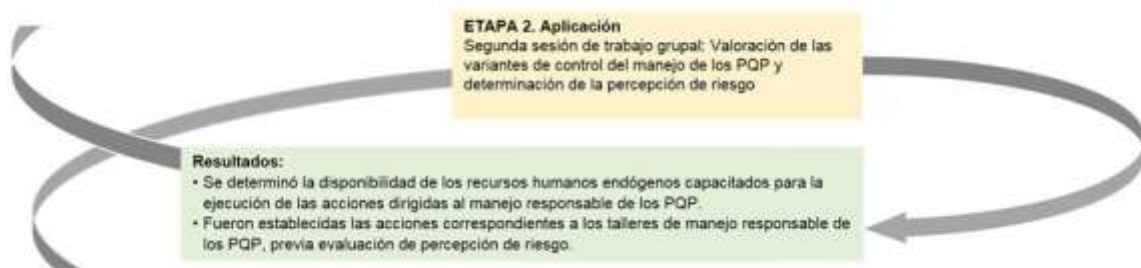 ETAPA 2. Aplicación
Segunda sesión de trabajo grupal: Valoración de las
variantes de control del manejo de los PQP y
determinación de la percepción de riesgo
Resultados:
• Se determinó la disponibilidad de los recursos humanos endógenos capacitados para la
ejecución de las acciones dirigidas al manejo responsable de los PQP.
• Fueron establecidas las acciones correspondientes a los talleres de manejo responsable de
los PQP, previa evaluación de percepción de riesgo.